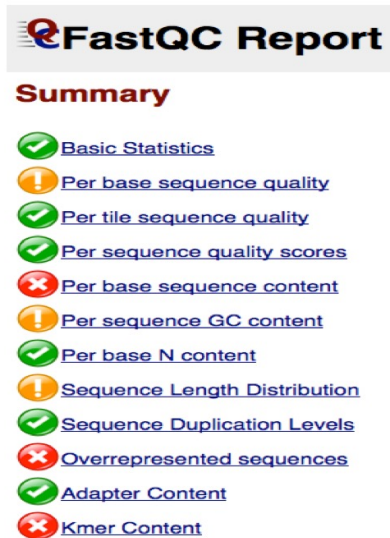 FastQC Report
Summary
Basic Statistics
Per base sequence quality
Per tile sequence quality
Per sequence quality scores
Per base sequence content
Per sequence GC content
Per base N content
Sequence Length Distribution
Sequence Duplication Levels
Overrepresented sequences
Adapter Content
Kmer Content